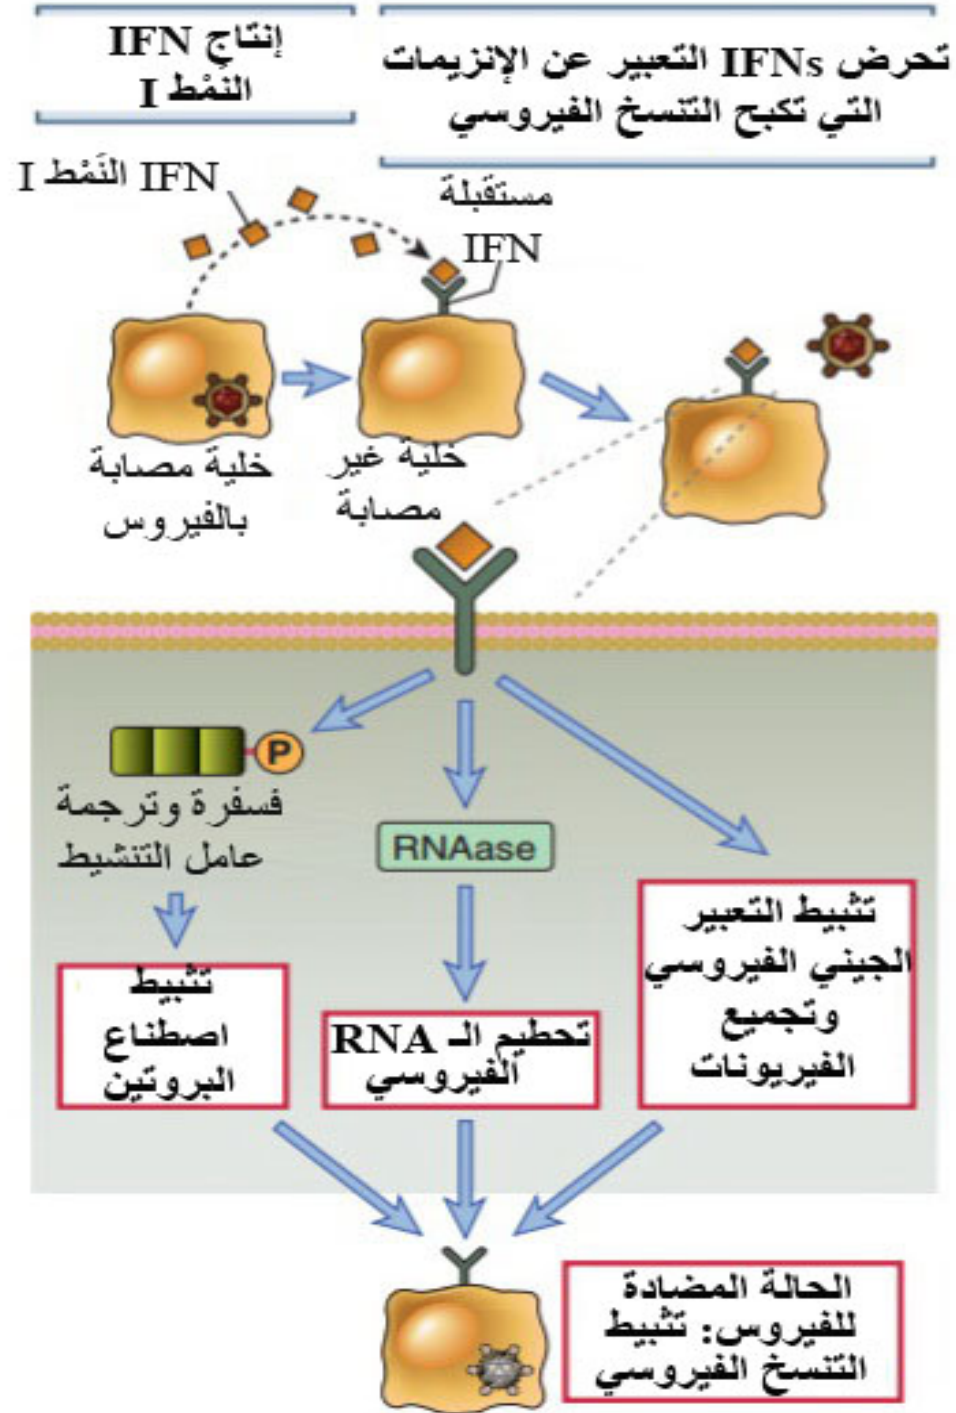 إنتاج IFN
النمْط I
تحرض IFNs التعبير عن الإنزيمات
التي تكبح التنسخ الفيروسي
IFN النَمْط I
مستقبلة
IFN
خلية مصابة
بالفيروس
خلية غير
مصابة
P
فسفرة وترجمة
عامل التنشيط
RNAase
تثبيط التعبير
الجيني الفيروسي
وتجميع
الفيريونات
تثبيط
اصطناع
البروتين
تحطيم الـ RNA
الفيروسي
الحالة المضادة
للفيروس: تثبيط
التنسخ الفيروسي